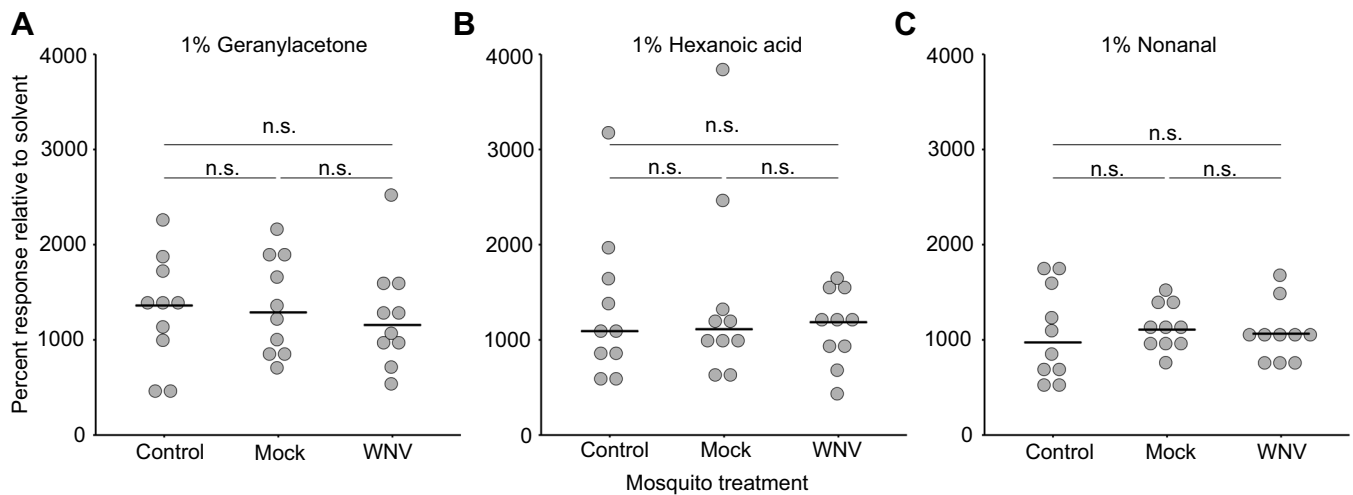 A
1% Geranylacetone
B
1% Hexanoic acid
C
1% Nonanal
Percent response relative to solvent
4000
3000
2000
1000
0
n.s.
n.s.
n.s.
Control
Mock
WNV
4000
3000
2000
1000
0
n.s.
n.s.
n.s.
Control
Mock
WNV
4000
3000
2000
1000
0
n.s.
n.s.
n.s.
Control
Mock
WNV
Mosquito treatment